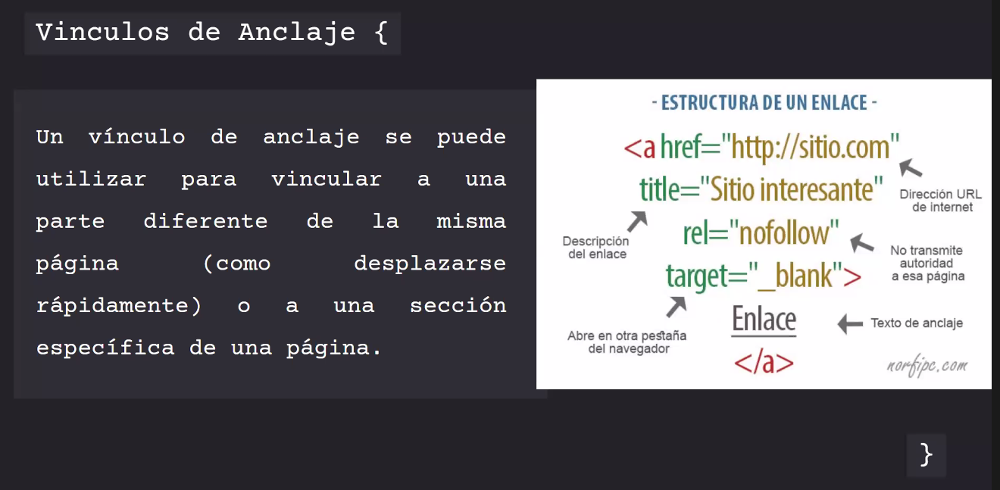 Vinculos de Anclaje {
Un vínculo de anclaje se puede
utilizar para vincular a una
parte diferente de la misma
página (como desplazarse
rápidamente) o a una sección
específica de una página.
- ESTRUCTURA DE UN ENLACE -
<a href="http://sitio.com"
Dirección URL
de internet
title="Sitio interesante"
Descripción
del enlace
rel="nofollow"
No transmite
autoridad
a esa página
target="_blank">
Abre en otra pestaña
del navegador
Enlace
Texto de anclaje
</a>
norfipc.com
}